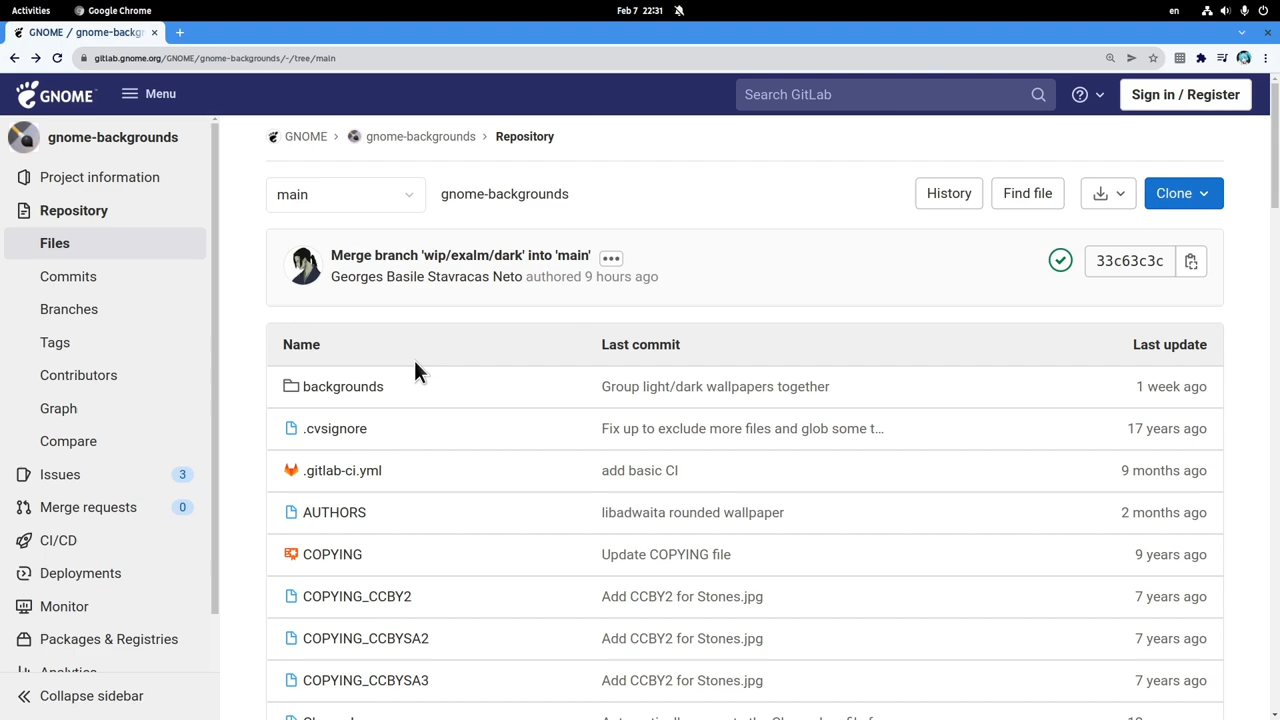 Activities Google Chrome Feb 7 22:31 en
GNOME / gnome-backg
gitlab.gnome.org/GNOME/gnome-backgrounds/-/tree/main
GNOME Menu Search GitLab Sign in / Register
gnome-backgrounds
Project information
Repository
Files
Commits
Branches
Tags
Contributors
Graph
Compare
Issues 3
Merge requests 0
CI/CD
Deployments
Monitor
Packages & Registries
Analytics
Collapse sidebar
GNOME › gnome-backgrounds › Repository
main gnome-backgrounds History Find file Clone
Merge branch 'wip/exalm/dark' into 'main'
Georges Basile Stavracas Neto authored 9 hours ago
33c63c3c
Name Last commit Last update
backgrounds Group light/dark wallpapers together 1 week ago
.cvsignore Fix up to exclude more files and glob some t... 17 years ago
.gitlab-ci.yml add basic CI 9 months ago
AUTHORS libadwaita rounded wallpaper 2 months ago
COPYING Update COPYING file 9 years ago
COPYING_CCBY2 Add CCBY2 for Stones.jpg 7 years ago
COPYING_CCBYSA2 Add CCBY2 for Stones.jpg 7 years ago
COPYING_CCBYSA3 Add CCBY2 for Stones.jpg 7 years ago